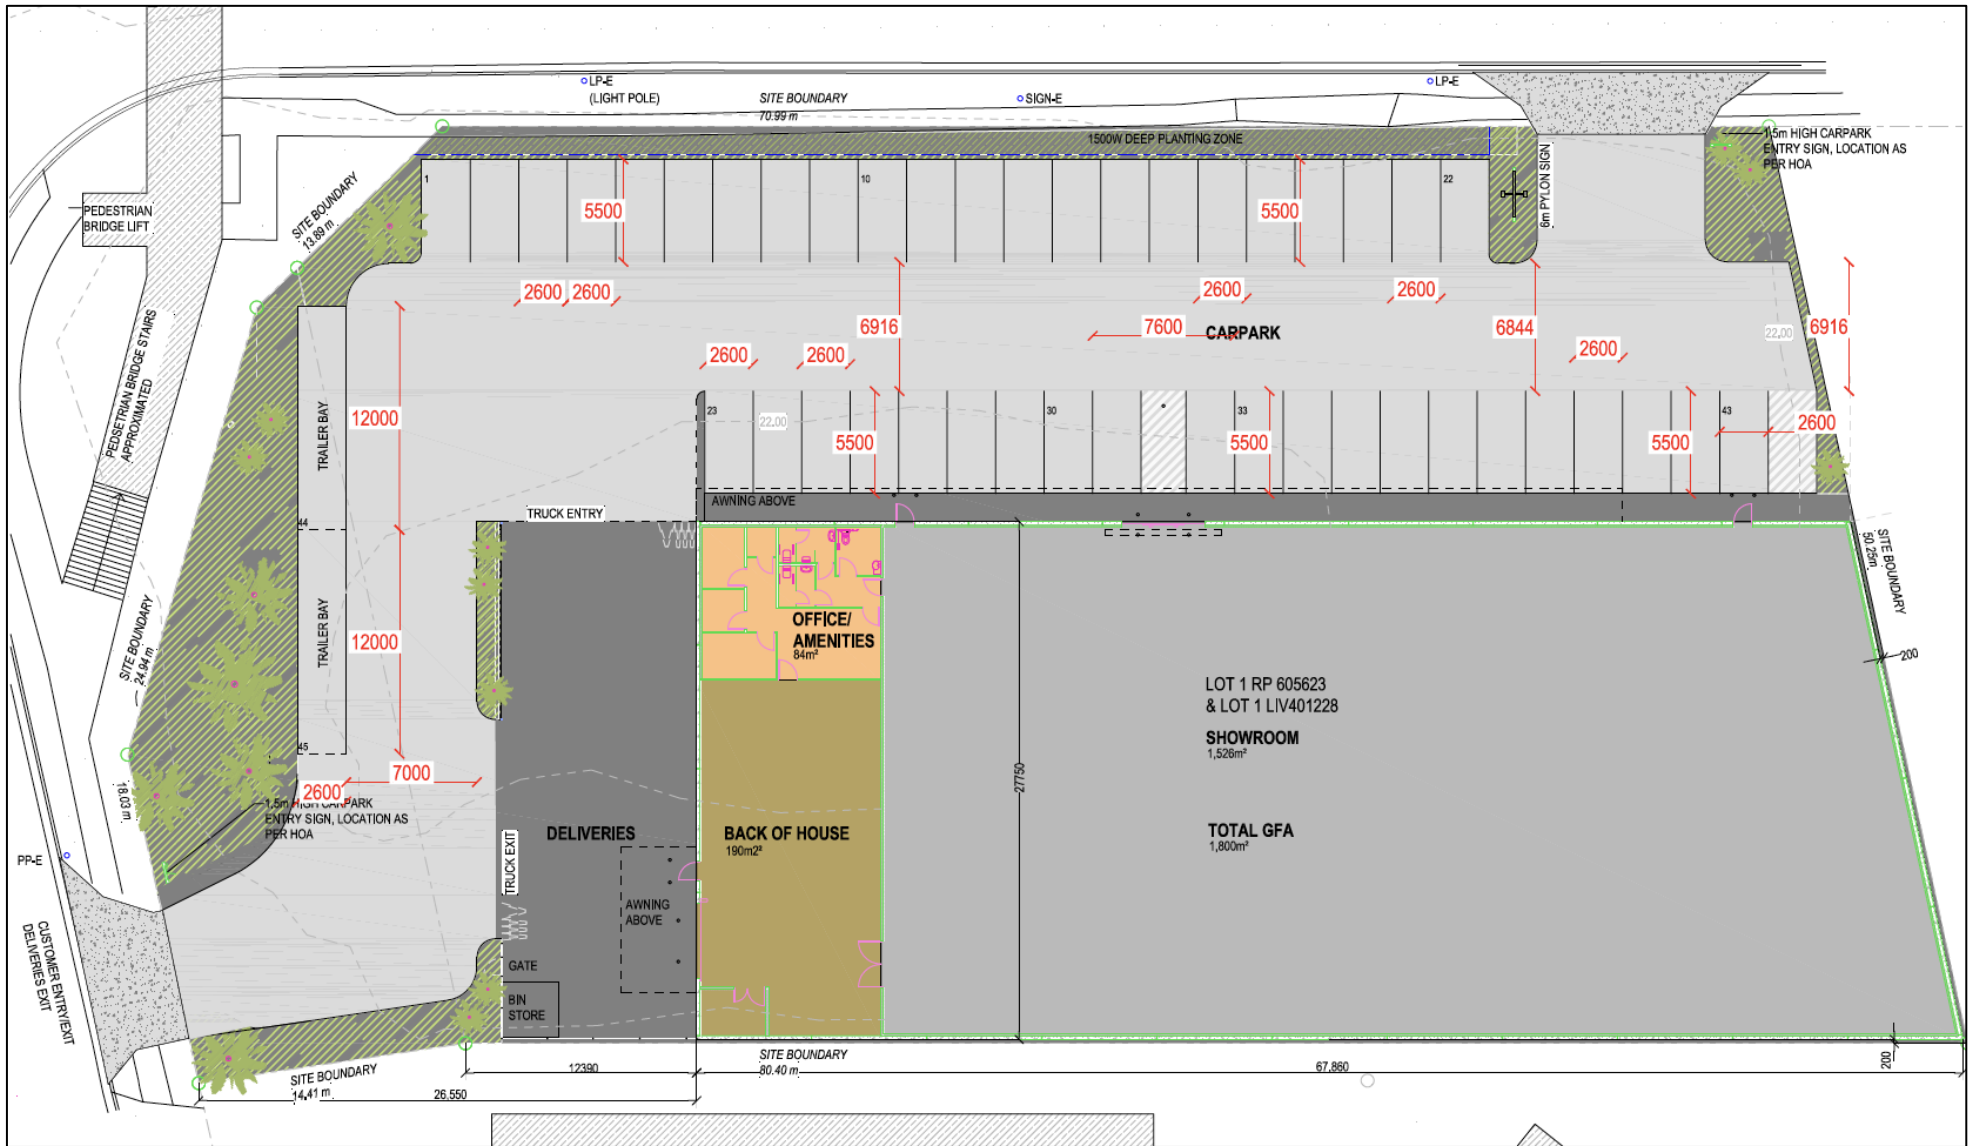 LP-E
(LIGHT POLE)
SITE BOUNDARY
70.99 m
SIGN-E
LP-E
1500W DEEP PLANTING ZONE
1.5m HIGH CARPARK
ENTRY SIGN, LOCATION AS
PER HOA
6m PYLON SIGN
1
10
22
5500
5500
PEDESTRIAN
BRIDGE LIFT
SITE BOUNDARY
13.89 m
2600
2600
2600
2600
6916
7600
CARPARK
6844
22.00
6916
2600
2600
2600
PEDSETRIAN BRIDGE STAIRS
APPROXIMATED
TRAILER BAY
12000
23
22.00
30
33
43
5500
5500
5500
2600
AWNING ABOVE
44
TRUCK ENTRY
SITE BOUNDARY
50.25m
OFFICE/
AMENITIES
84m²
SITE BOUNDARY
24.94 m
TRAILER BAY
12000
200
LOT 1 RP 605623
& LOT 1 LIV401228
SHOWROOM
1,526m²
45
7000
2600
27750
18.03 m
1.5m HIGH CARPARK
ENTRY SIGN, LOCATION AS
PER HOA
TRUCK EXIT
DELIVERIES
BACK OF HOUSE
190m2²
TOTAL GFA
1,800m²
PP-E
AWNING
ABOVE
CUSTOMER ENTRY/EXIT
DELIVERIES EXIT
GATE
BIN
STORE
SITE BOUNDARY
80.40 m
12390
67,860
200
SITE BOUNDARY
14.41 m
26,550